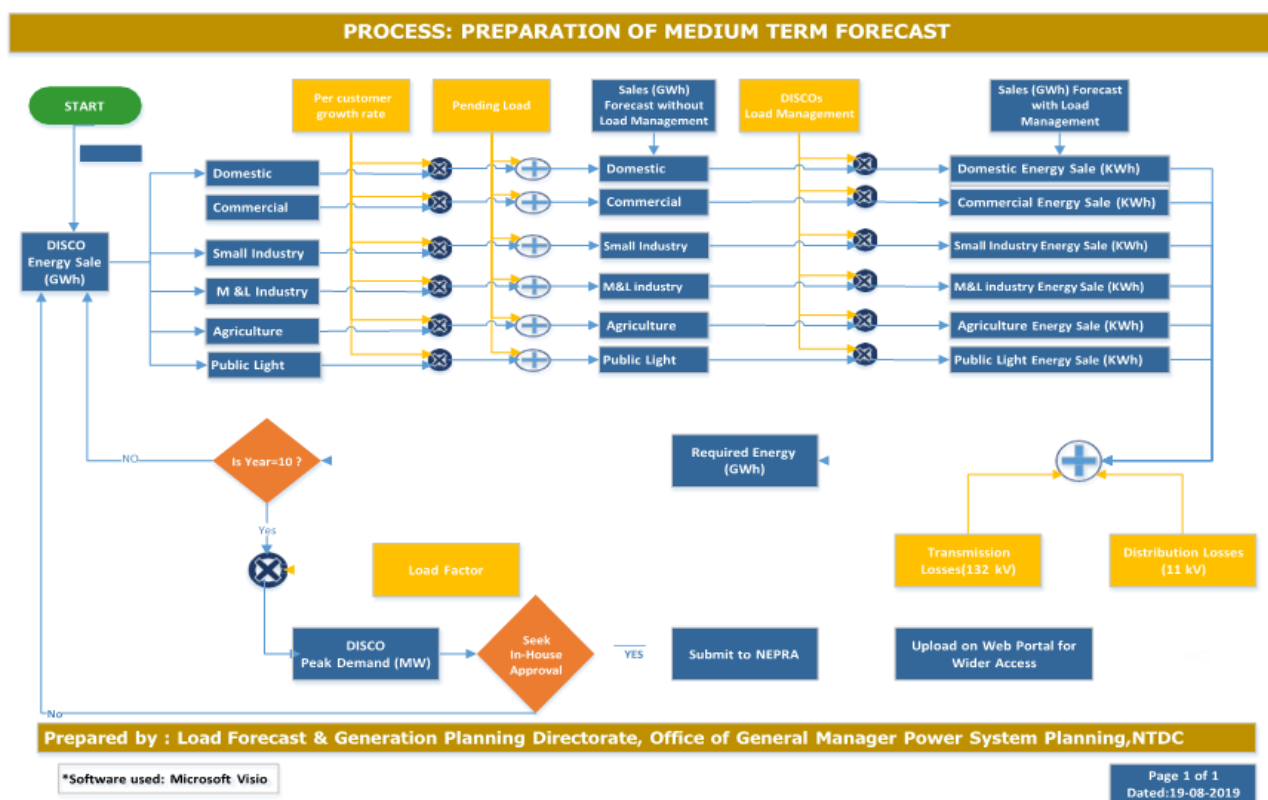 PROCESS: PREPARATION OF MEDIUM TERM FORECAST
START
Per customer
growth rate
Pending Load
Sales (GWh)
Forecast without
Load Management
DISCOs
Load Management
Sales (GWh) Forecast
with Load
Management
Domestic
Domestic
Domestic Energy Sale (KWh)
Commercial
Commercial
Commercial Energy Sale (KWh)
DISCO
Energy Sale
(GWh)
Small Industry
Small Industry
Small Industry Energy Sale (KWh)
M &L Industry
M&L industry
M&L industry Energy Sale (KWh)
Agriculture
Agriculture
Agriculture Energy Sale (KWh)
Public Light
Public Light
Public Light Energy Sale (KWh)
NO
Is Year=10 ?
Required Energy
(GWh)
Yes
Load Factor
Transmission
Losses(132 kV)
Distribution Losses
(11 kV)
DISCO
Peak Demand (MW)
Seek
In-House
Approval
YES
Submit to NEPRA
Upload on Web Portal for
Wider Access
No
Prepared by : Load Forecast & Generation Planning Directorate, Office of General Manager Power System Planning,NTDC
*Software used: Microsoft Visio
Page 1 of 1
Dated:19-08-2019